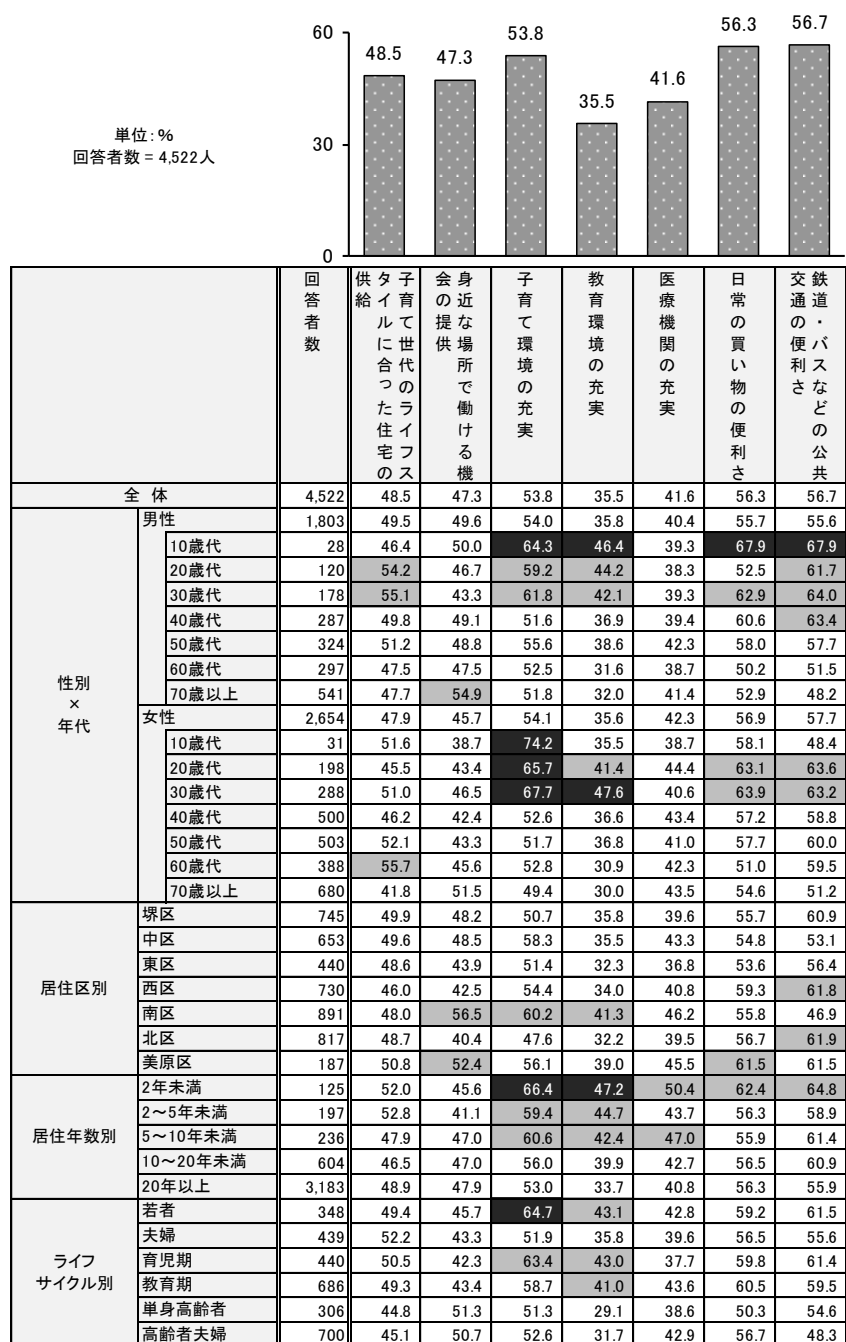 60
30
0
48.5
47.3
53.8
35.5
41.6
56.3
56.7
単位:%
回答者数 = 4,522人
回答者数
子育て世代のライフス
タイルに合った住宅の
供給
身近な場所で働ける機
会の提供
子育て環境の充実
教育環境の充実
医療機関の充実
日常の買い物の便利さ
鉄道・バスなどの公共
交通の便利さ
全 体 4,522 48.5 47.3 53.8 35.5 41.6 56.3 56.7
性別
×
年代
男性 1,803 49.5 49.6 54.0 35.8 40.4 55.7 55.6
10歳代 28 46.4 50.0 64.3 46.4 39.3 67.9 67.9
20歳代 120 54.2 46.7 59.2 44.2 38.3 52.5 61.7
30歳代 178 55.1 43.3 61.8 42.1 39.3 62.9 64.0
40歳代 287 49.8 49.1 51.6 36.9 39.4 60.6 63.4
50歳代 324 51.2 48.8 55.6 38.6 42.3 58.0 57.7
60歳代 297 47.5 47.5 52.5 31.6 38.7 50.2 51.5
70歳以上 541 47.7 54.9 51.8 32.0 41.4 52.9 48.2
女性 2,654 47.9 45.7 54.1 35.6 42.3 56.9 57.7
10歳代 31 51.6 38.7 74.2 35.5 38.7 58.1 48.4
20歳代 198 45.5 43.4 65.7 41.4 44.4 63.1 63.6
30歳代 288 51.0 46.5 67.7 47.6 40.6 63.9 63.2
40歳代 500 46.2 42.4 52.6 36.6 43.4 57.2 58.8
50歳代 503 52.1 43.3 51.7 36.8 41.0 57.7 60.0
60歳代 388 55.7 45.6 52.8 30.9 42.3 51.0 59.5
70歳以上 680 41.8 51.5 49.4 30.0 43.5 54.6 51.2
居住区別
堺区 745 49.9 48.2 50.7 35.8 39.6 55.7 60.9
中区 653 49.6 48.5 58.3 35.5 43.3 54.8 53.1
東区 440 48.6 43.9 51.4 32.3 36.8 53.6 56.4
西区 730 46.0 42.5 54.4 34.0 40.8 59.3 61.8
南区 891 48.0 56.5 60.2 41.3 46.2 55.8 46.9
北区 817 48.7 40.4 47.6 32.2 39.5 56.7 61.9
美原区 187 50.8 52.4 56.1 39.0 45.5 61.5 61.5
居住年数別
2年未満 125 52.0 45.6 66.4 47.2 50.4 62.4 64.8
2～5年未満 197 52.8 41.1 59.4 44.7 43.7 56.3 58.9
5～10年未満 236 47.9 47.0 60.6 42.4 47.0 55.9 61.4
10～20年未満 604 46.5 47.0 56.0 39.9 42.7 56.5 60.9
20年以上 3,183 48.9 47.9 53.0 33.7 40.8 56.3 55.9
ライフ
サイクル別
若者 348 49.4 45.7 64.7 43.1 42.8 59.2 61.5
夫婦 439 52.2 43.3 51.9 35.8 39.6 56.5 55.6
育児期 440 50.5 42.3 63.4 43.0 37.7 59.8 61.4
教育期 686 49.3 43.4 58.7 41.0 43.6 60.5 59.5
単身高齢者 306 44.8 51.3 51.3 29.1 38.6 50.3 54.6
高齢者夫婦 700 45.1 50.7 52.6 31.7 42.9 56.7 48.3